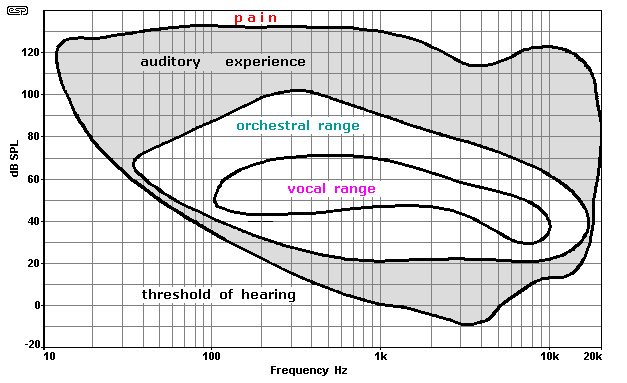 esp
pain
120
auditory experience
100
orchestral range
80
dB SPL
vocal range
60
40
20
threshold of hearing
0
-20
10 100 1k 10k 20k
Frequency Hz